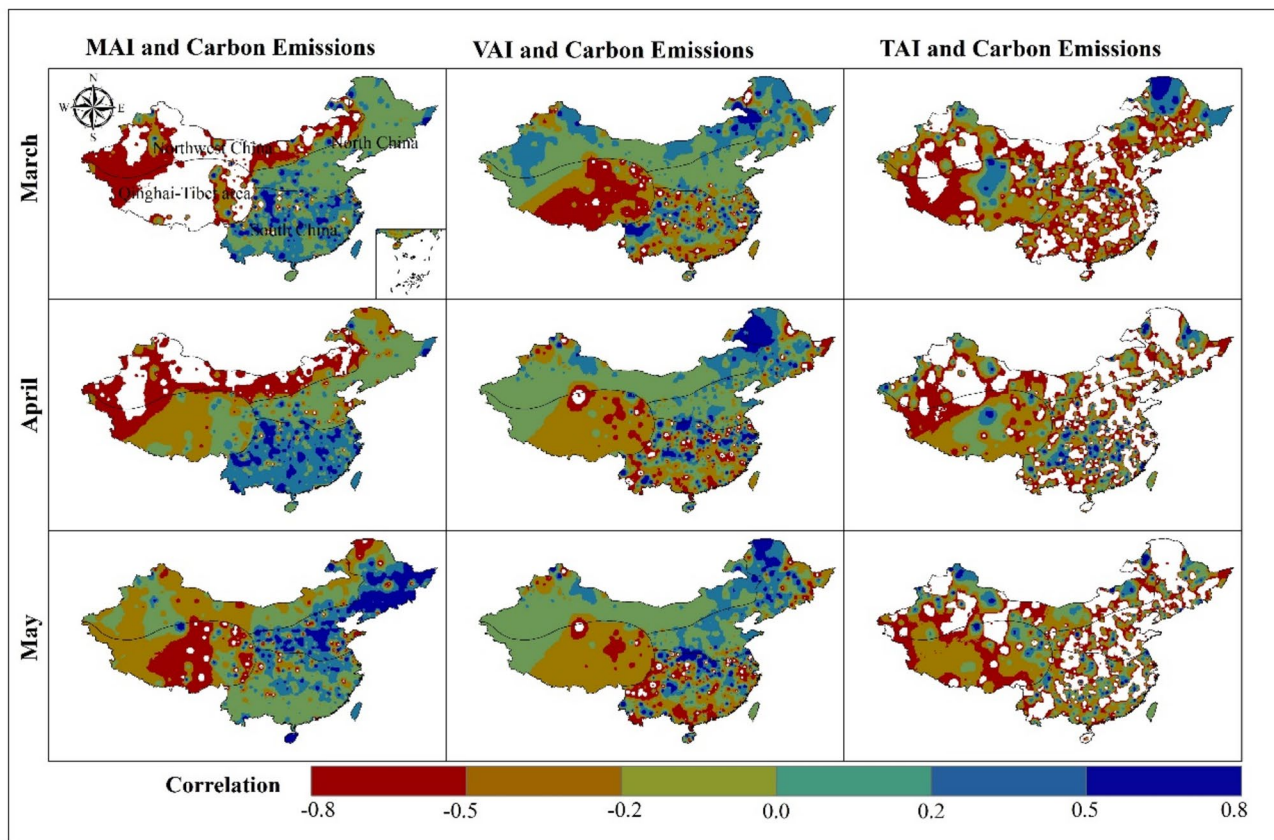 MAI and Carbon Emissions
VAI and Carbon Emissions
TAI and Carbon Emissions
March
N
W
E
S
Northwest China
North China
Qinghai-Tibet area
South China
April
May
Correlation
-0.8
-0.5
-0.2
0.0
0.2
0.5
0.8